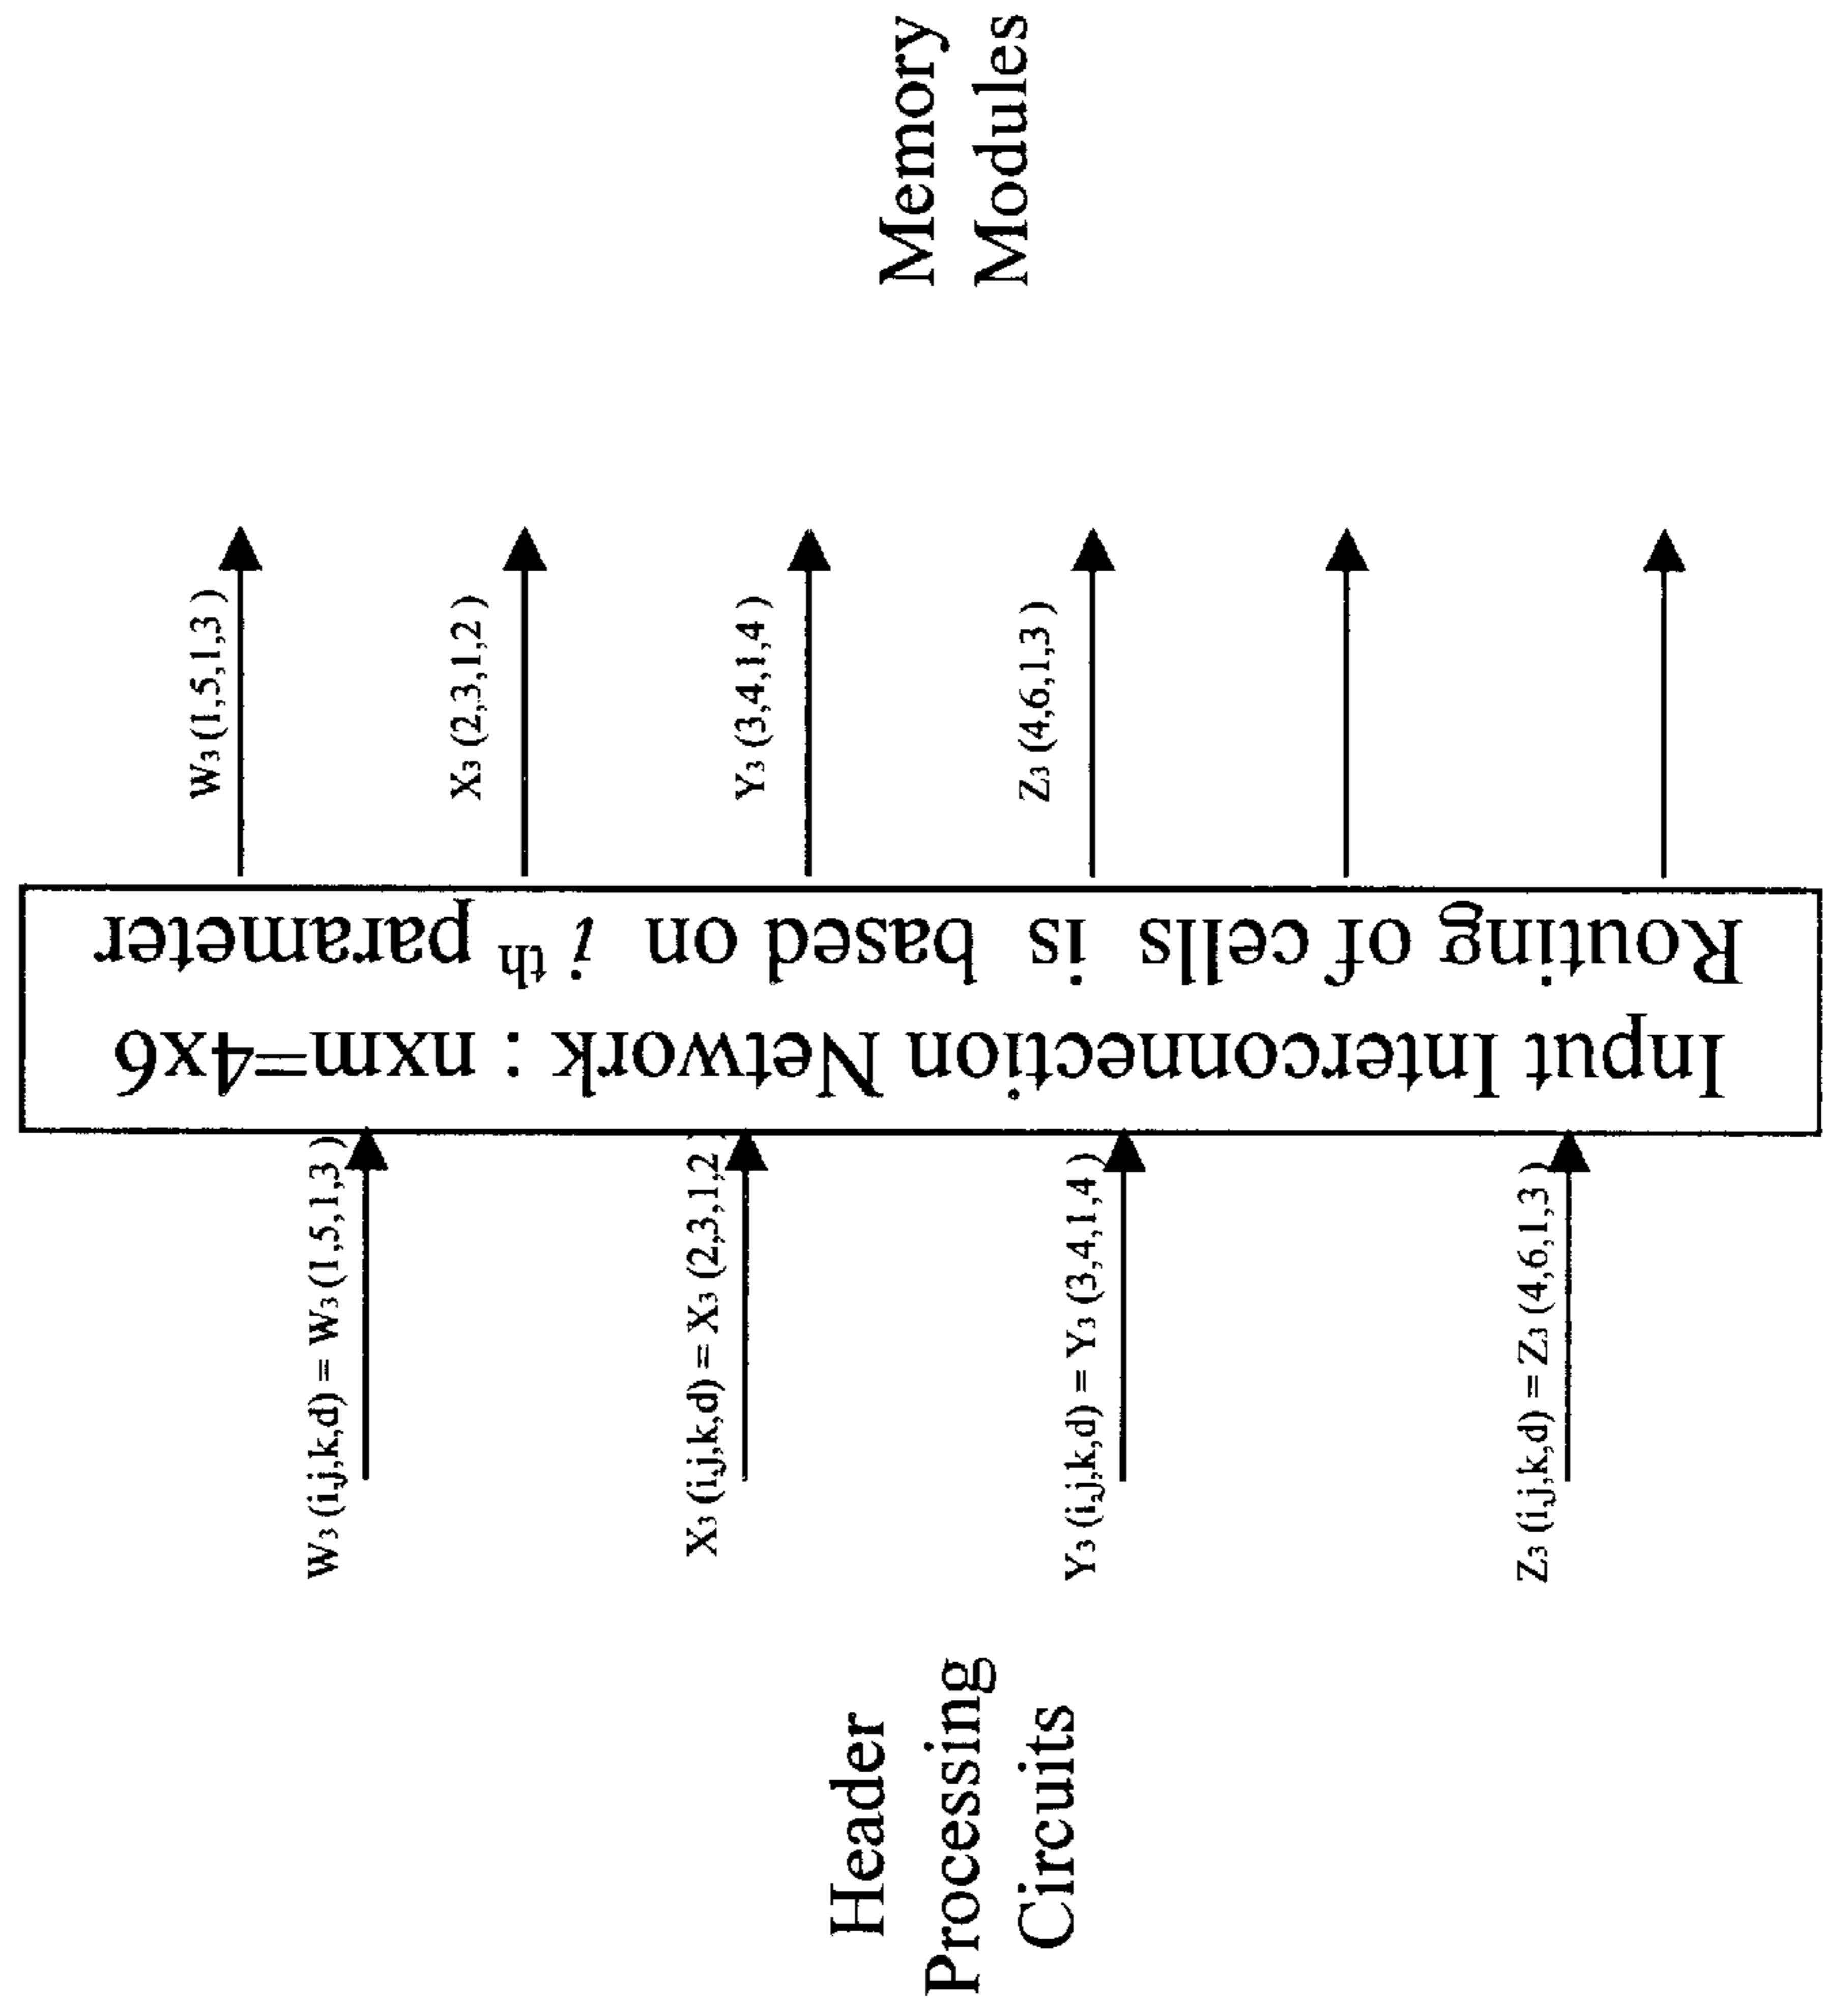 Header
Processing
Circuits
W₃ (i,j,k,d) = W₃ (1,5,1,3 )
X₃ (i,j,k,d) = X₃ (2,3,1,2 )
Y₃ (i,j,k,d) = Y₃ (3,4,1,4 )
Z₃ (i,j,k,d) = Z₃ (4,6,1,3 )
Input Interconnection Network : nxm=4x6
Routing of cells is based on i th parameter
W₃ (1,5,1,3 )
X₃ (2,3,1,2 )
Y₃ (3,4,1,4 )
Z₃ (4,6,1,3 )
Memory
Modules